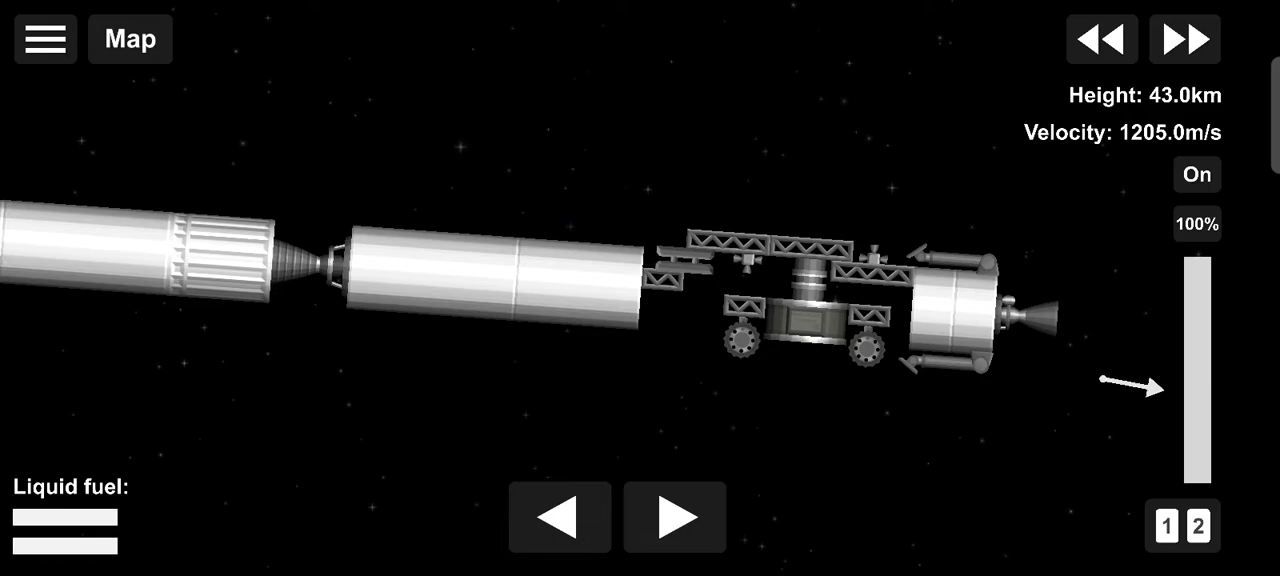 Map
Height: 43.0km
Velocity: 1205.0m/s
On
100%
Liquid fuel:
1 2